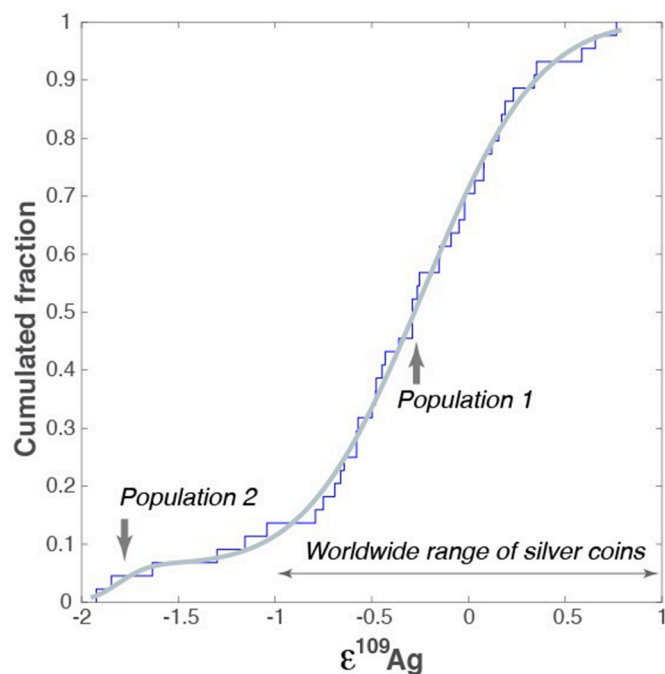 1
0.9
0.8
0.7
0.6
0.5
0.4
0.3
0.2
0.1
0
Cumulated fraction
Population 1
Population 2
Worldwide range of silver coins
-2 -1.5 -1 -0.5 0 0.5 1
ε¹⁰⁹Ag